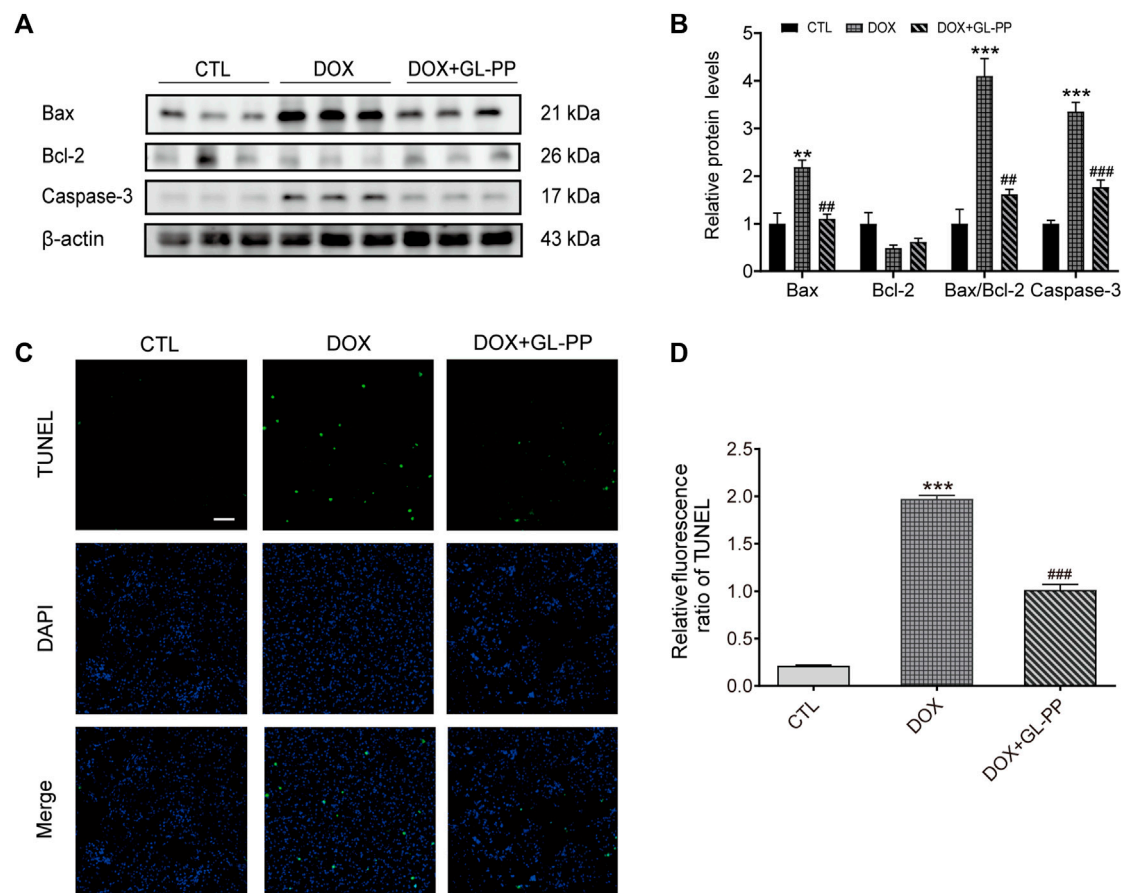 A
CTL DOX DOX+GL-PP
Bax 21 kDa
Bcl-2 26 kDa
Caspase-3 17 kDa
β-actin 43 kDa
B
CTL DOX DOX+GL-PP
Relative protein levels
5
4
3
2
1
0
** ## *** ## *** ###
Bax Bcl-2 Bax/Bcl-2 Caspase-3
C
CTL DOX DOX+GL-PP
TUNEL
DAPI
Merge
D
Relative fluorescence
ratio of TUNEL
2.5
2.0
1.5
1.0
0.5
0.0
*** ###
CTL DOX DOX+GL-PP